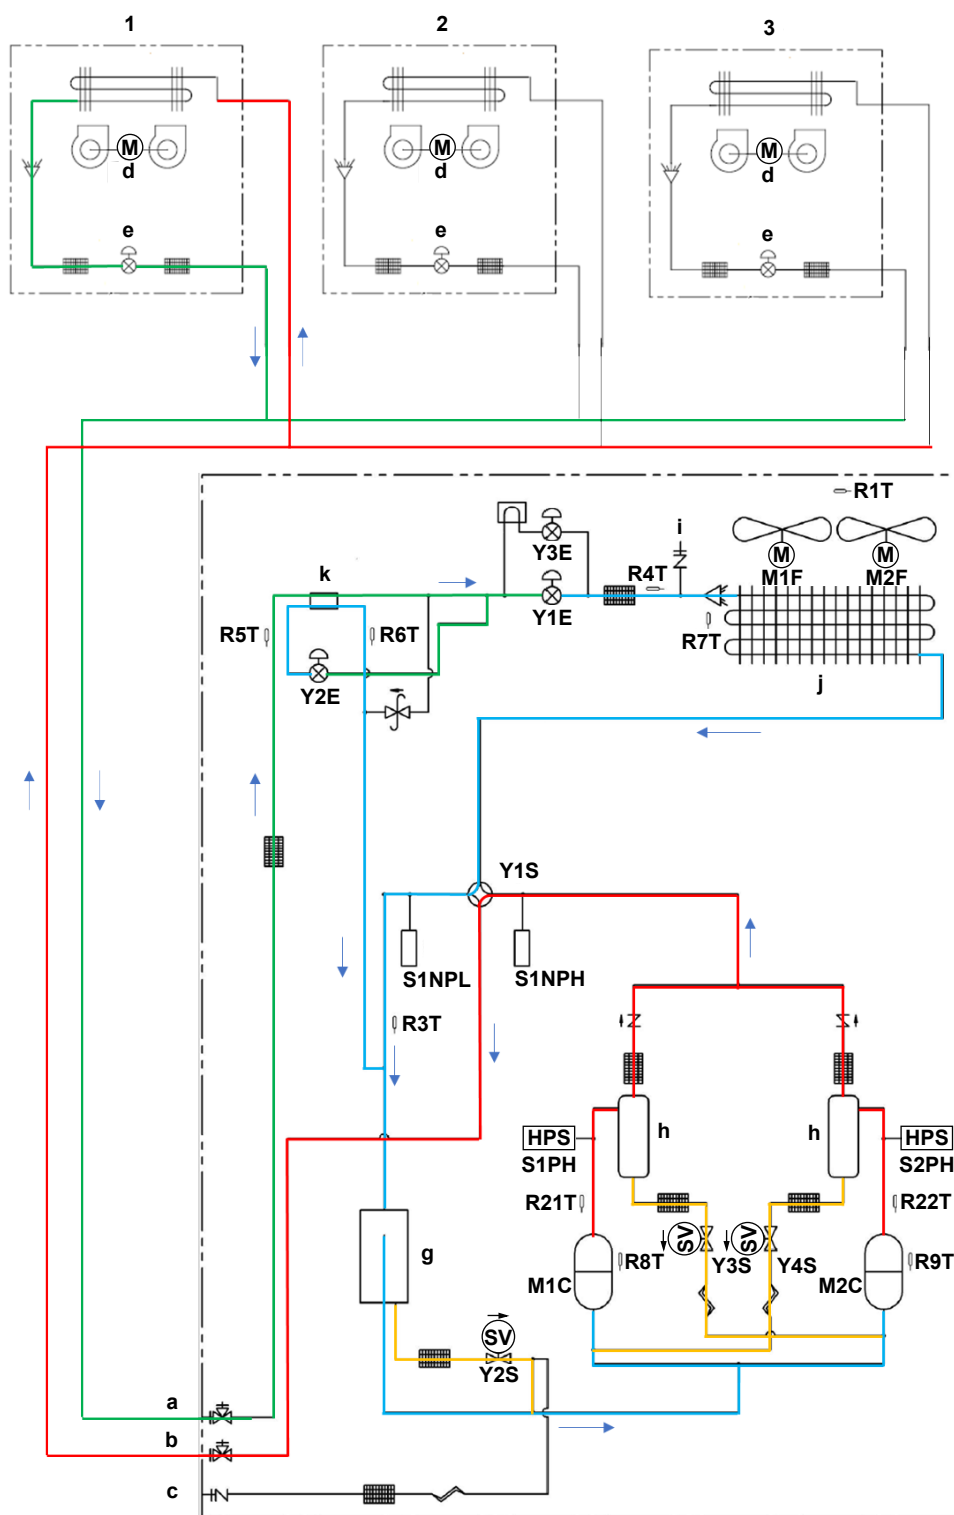 1 2 3
M M M
d d d
e e e
R1T
i
Y3E
M M
k R4T M1F M2F
Y1E
R5T R6T R7T
Y2E j
Y1S
S1NPL S1NPH
R3T
h h
HPS HPS
S1PH S2PH
R21T R22T
SV SV
g R8T Y3S Y4S R9T
M1C M2C
SV
Y2S
a
b
c